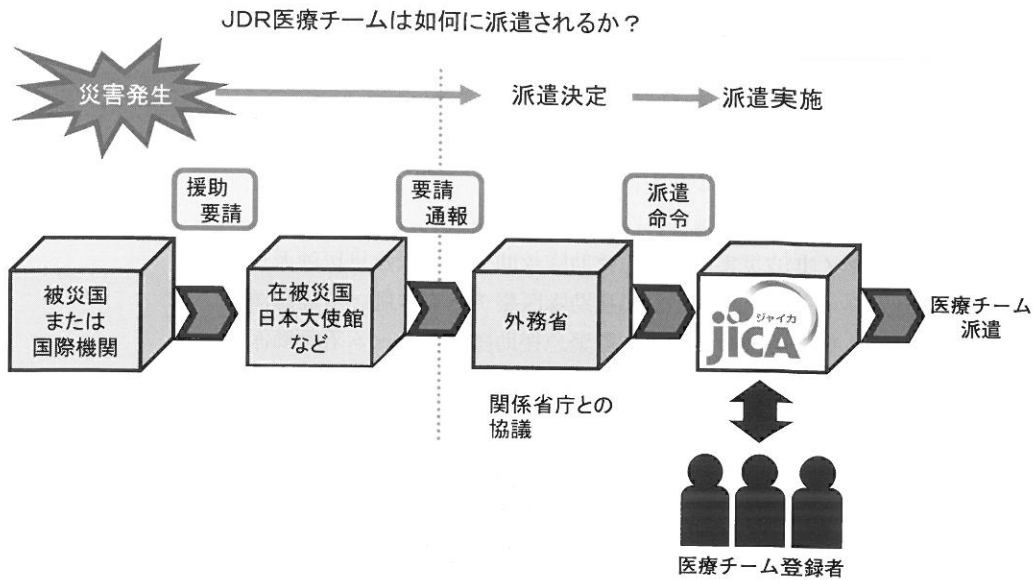 JDR医療チームは如何に派遣されるか？
災害発生
派遣決定
派遣実施
援助
要請
要請
通報
派遣
命令
被災国
または
国際機関
在被災国
日本大使館
など
外務省
ジャイカ
jICA
医療チーム
派遣
関係省庁との
協議
医療チーム登録者